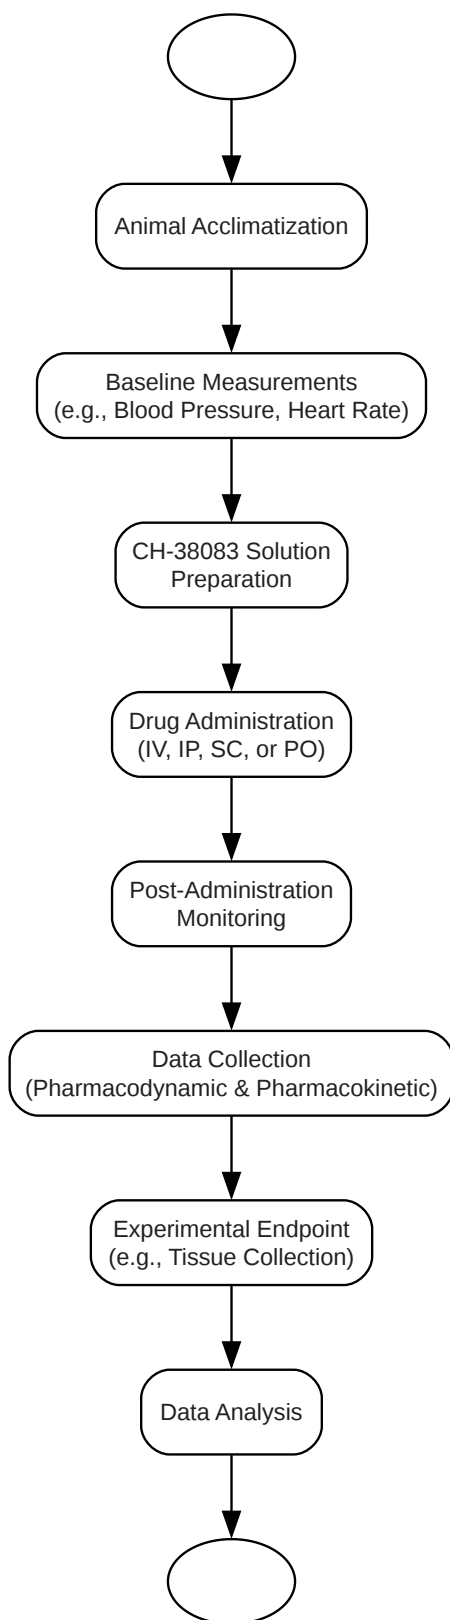 Animal Acclimatization
Baseline Measurements
(e.g., Blood Pressure, Heart Rate)
CH-38083 Solution
Preparation
Drug Administration
(IV, IP, SC, or PO)
Post-Administration
Monitoring
Data Collection
(Pharmacodynamic & Pharmacokinetic)
Experimental Endpoint
(e.g., Tissue Collection)
Data Analysis